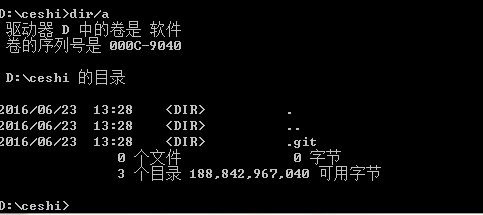 D:\ceshi>dir/a
驱动器 D 中的卷是 软件
卷的序列号是 000C-9040
D:\ceshi 的目录
2016/06/23  13:28    <DIR>          .
2016/06/23  13:28    <DIR>          ..
2016/06/23  13:28    <DIR>          .git
0 个文件              0 字节
3 个目录 188,842,967,040 可用字节
D:\ceshi>